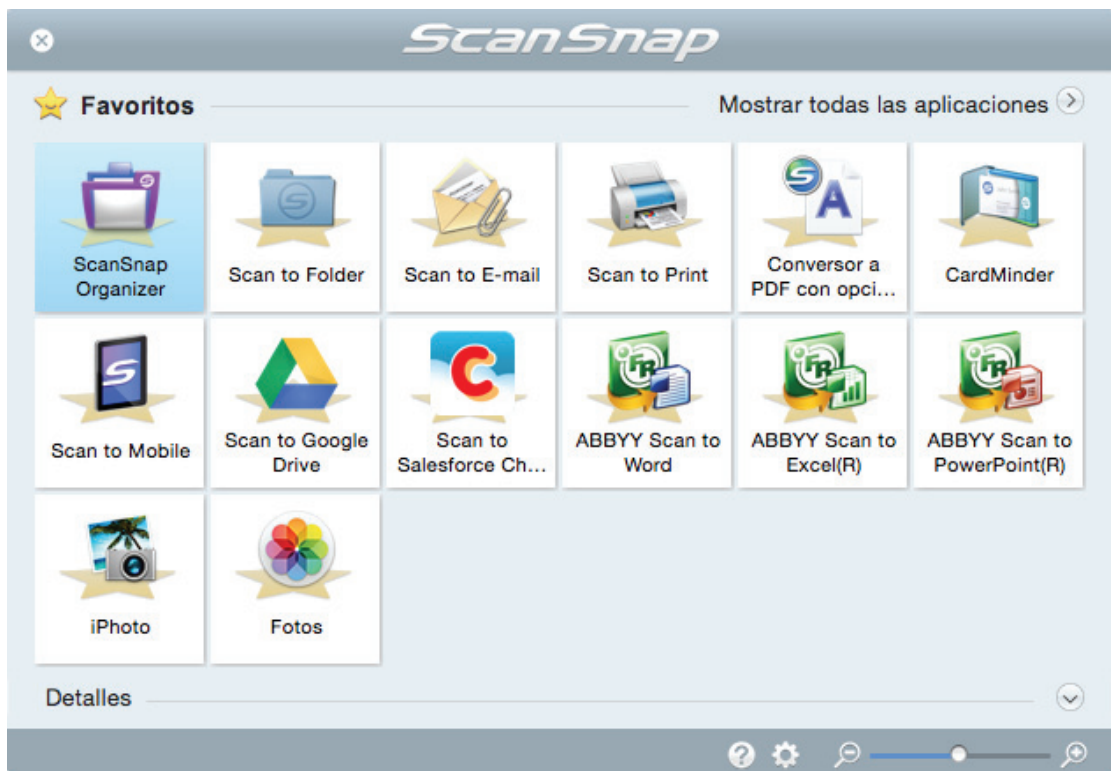 ScanSnap
Favoritos
Mostrar todas las aplicaciones
ScanSnap
Organizer
Scan to Folder
Scan to E-mail
Scan to Print
Conversor a
PDF con opci...
CardMinder
Scan to Mobile
Scan to Google
Drive
Scan to
Salesforce Ch...
ABBYY Scan to
Word
ABBYY Scan to
Excel(R)
ABBYY Scan to
PowerPoint(R)
iPhoto
Fotos
Detalles